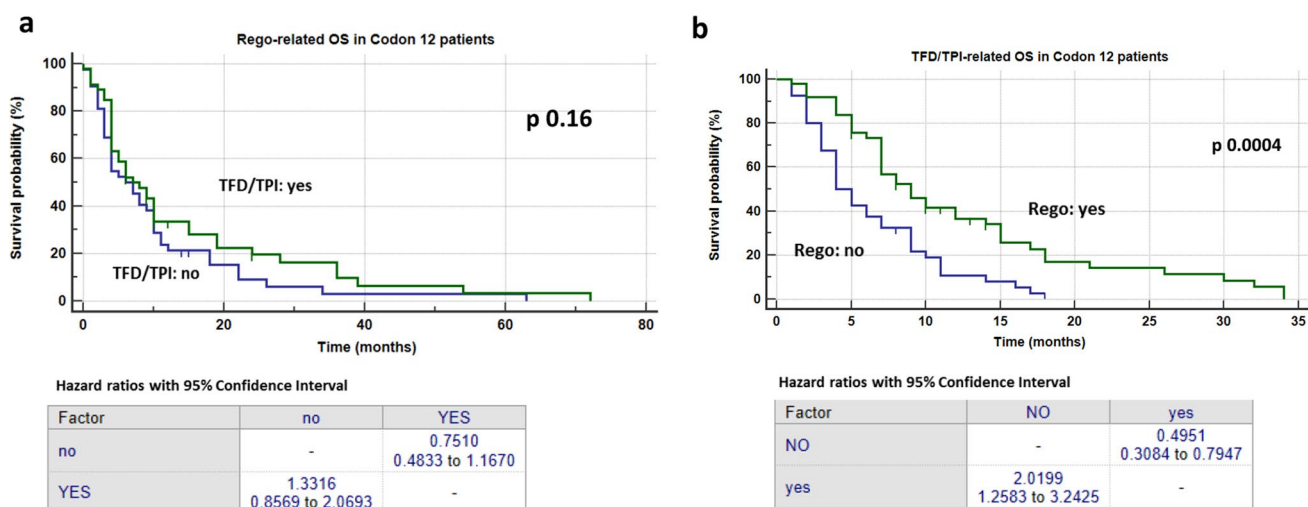 a
Rego-related OS in Codon 12 patients
100
80
60
40
20
0
Survival probability (%)
p 0.16
TFD/TPI: yes
TFD/TPI: no
0 20 40 60 80
Time (months)
Hazard ratios with 95% Confidence Interval
Factor no YES
no - 0.7510
0.4833 to 1.1670
YES 1.3316 -
0.8569 to 2.0693
b
TFD/TPI-related OS in Codon 12 patients
100
80
60
40
20
0
Survival probability (%)
p 0.0004
Rego: yes
Rego: no
0 5 10 15 20 25 30 35
Time (months)
Hazard ratios with 95% Confidence Interval
Factor NO yes
NO - 0.4951
0.3084 to 0.7947
yes 2.0199 -
1.2583 to 3.2425